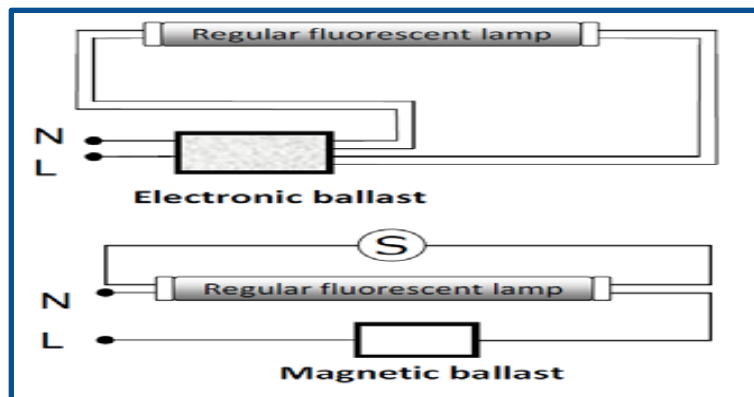 Regular fluorescent lamp
N
L
Electronic ballast
S
N
Regular fluorescent lamp
L
Magnetic ballast